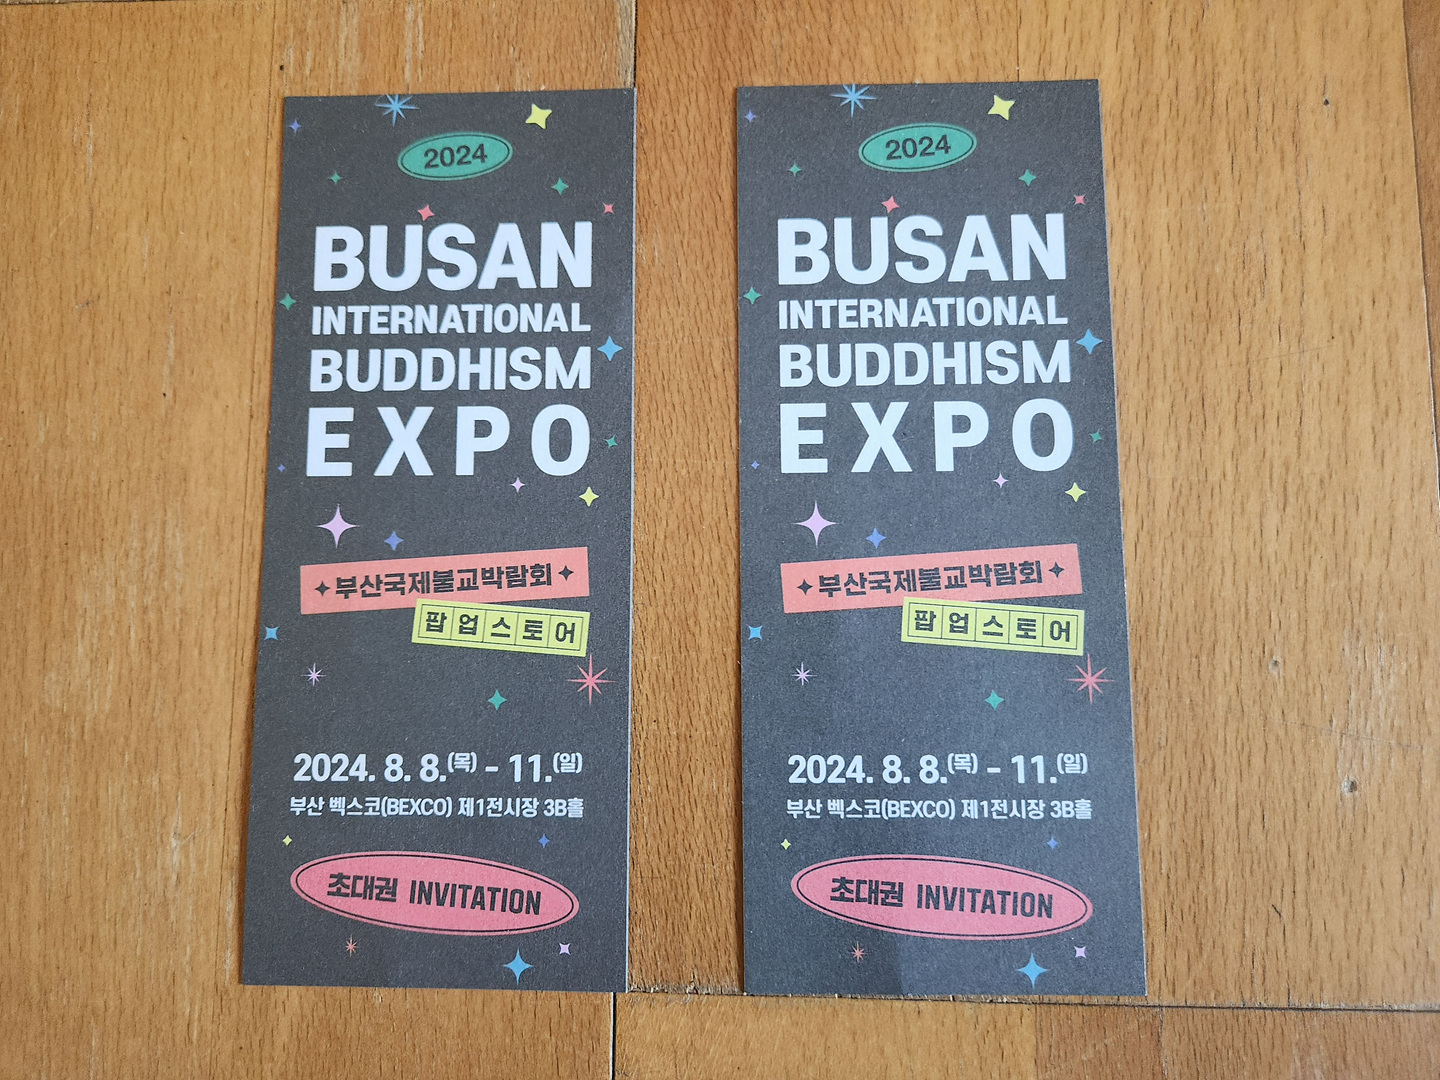 2024
BUSAN
INTERNATIONAL
BUDDHISM
EXPO
부산국제불교박람회
팝업스토어
2024. 8. 8.(목) - 11.(일)
부산 벡스코(BEXCO) 제1전시장 3B홀
초대권 INVITATION
2024
BUSAN
INTERNATIONAL
BUDDHISM
EXPO
부산국제불교박람회
팝업스토어
2024. 8. 8.(목) - 11.(일)
부산 벡스코(BEXCO) 제1전시장 3B홀
초대권 INVITATION